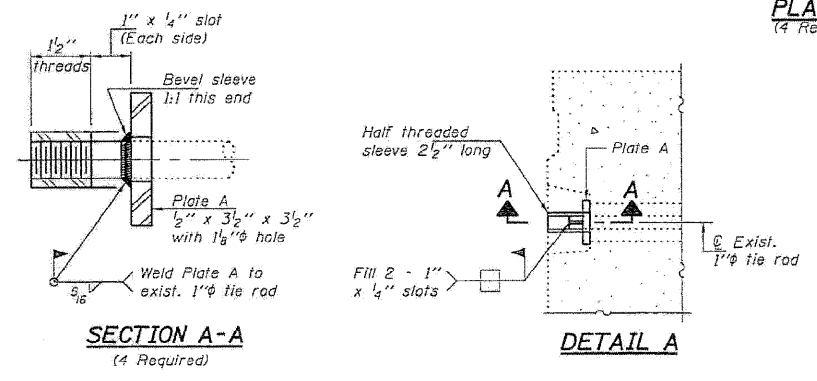 1" x 1/4" slot
(Each side)
1 1/2"
threads
Bevel sleeve
1:1 this end
Plate A
1/2" x 3 1/2" x 3 1/2"
with 1 1/8"ϕ hole
Weld Plate A to
exist. 1"ϕ tie rod
5/16
SECTION A-A
(4 Required)
PLA
(4 Re
Half threaded
sleeve 2 1/2" long
Plate A
A
A
℄ Exist.
1"ϕ tie rod
Fill 2 - 1"
x 1/4" slots
DETAIL A